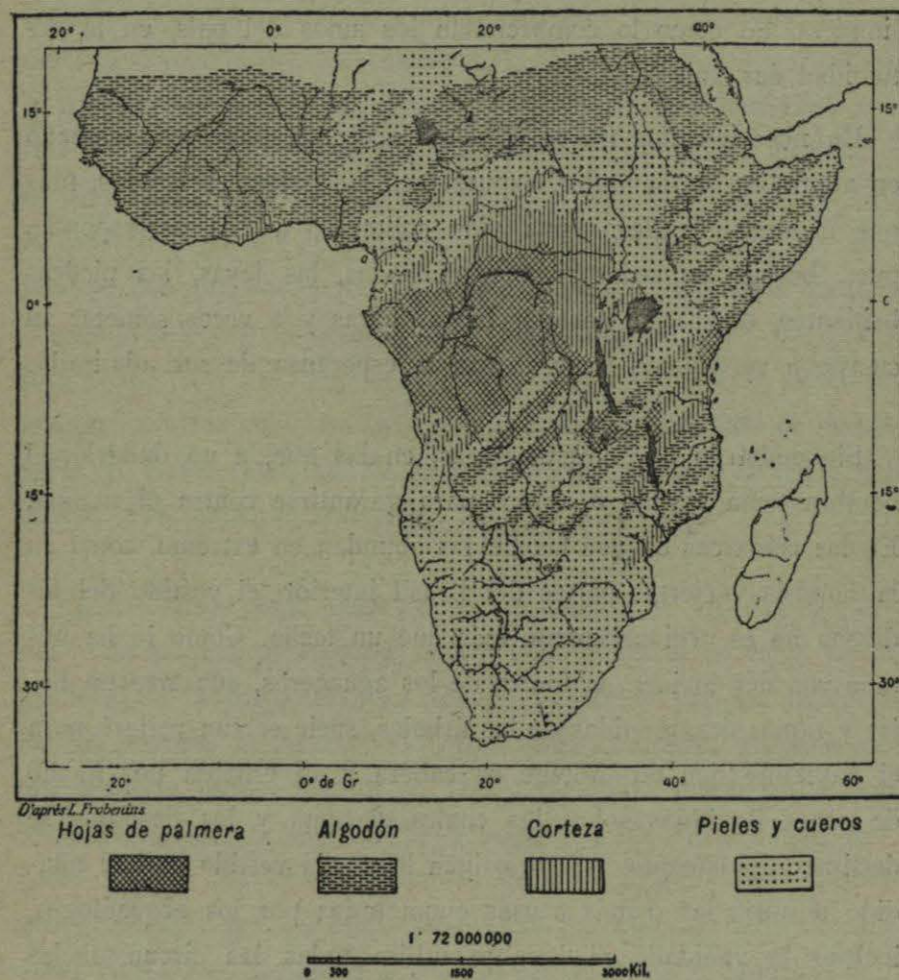 20° 0° 20° 40°
15° 15°
0° 0
15° 15°
30° 30°
20° 0° de Gr 20° 40° 60°
D'après L. Frobenius
Hojas de palmera Algodón Corteza Pieles y cueros
1: 72 000 000
0 300 1500 3000 Kil.